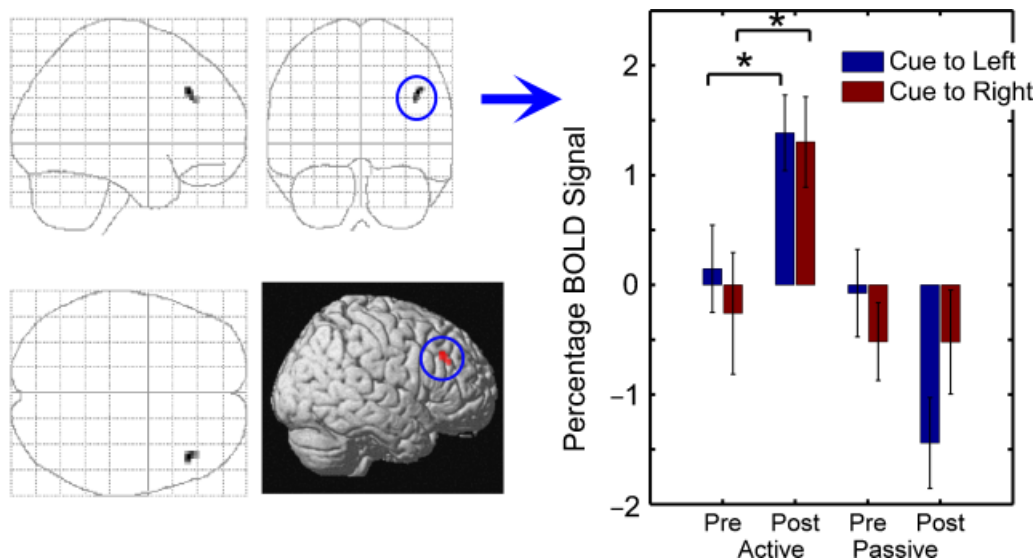 *
*
2
1
0
−1
−2
Percentage BOLD Signal
Cue to Left
Cue to Right
Pre Post Pre Post
Active Passive